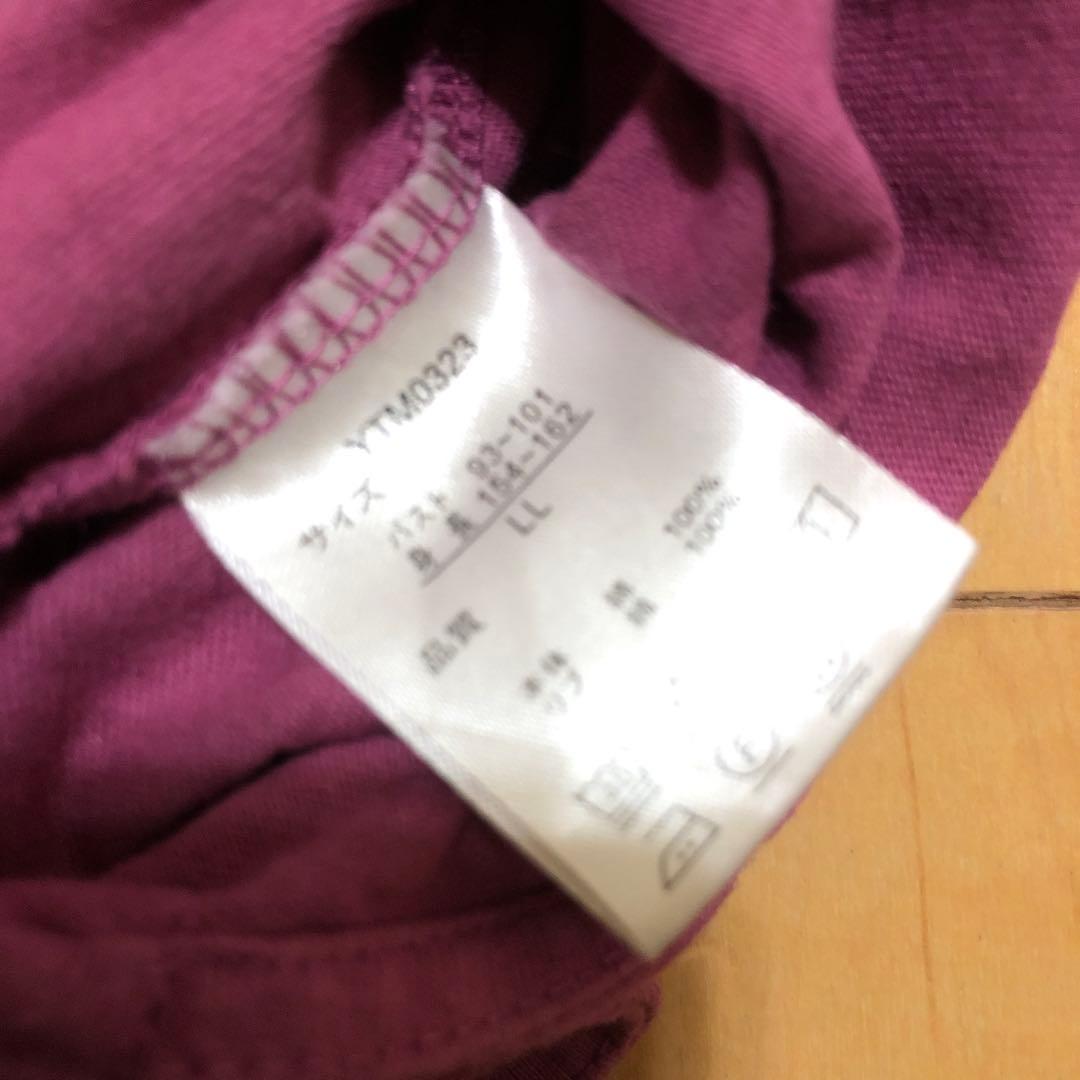 YTM0323
サイズ
バスト 93-101
身長 154-162
LL
品質
本体 綿 100%
リブ 綿 100%